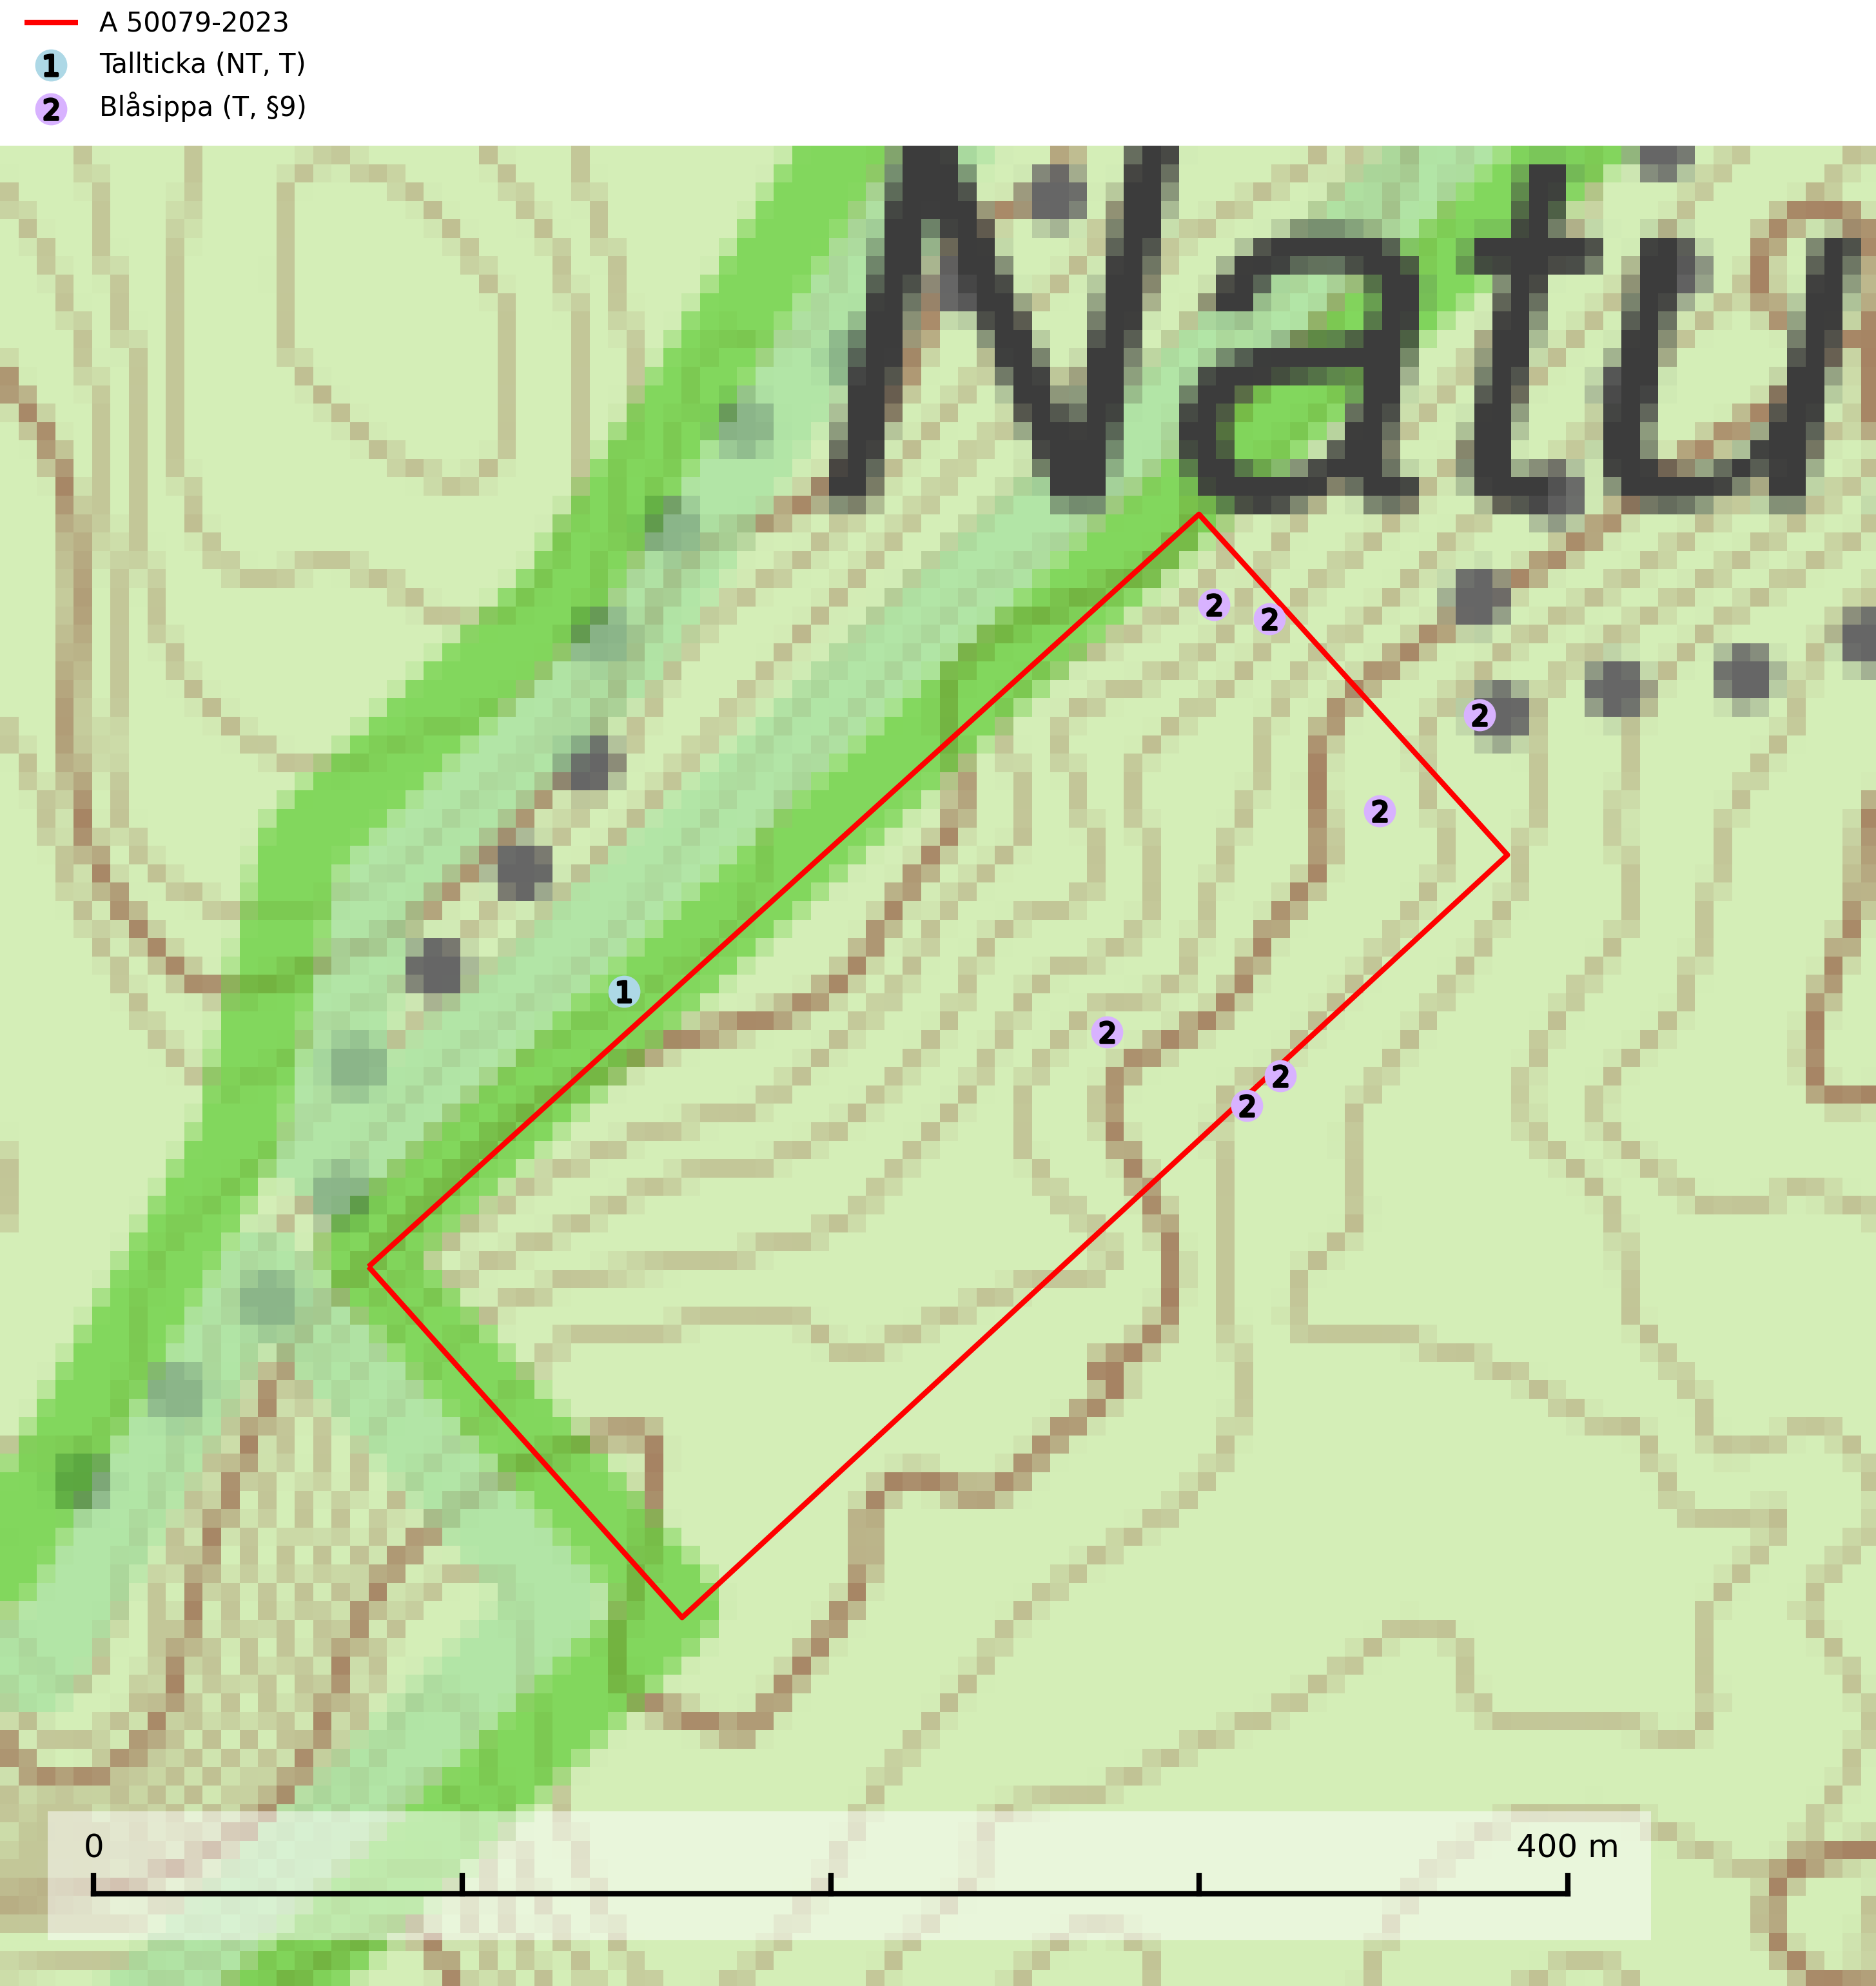 A 50079-2023
1 Tallticka (NT, T)
2 Blåsippa (T, §9)
Natu
2 2
2
2
1
2
2
2
0 400 m